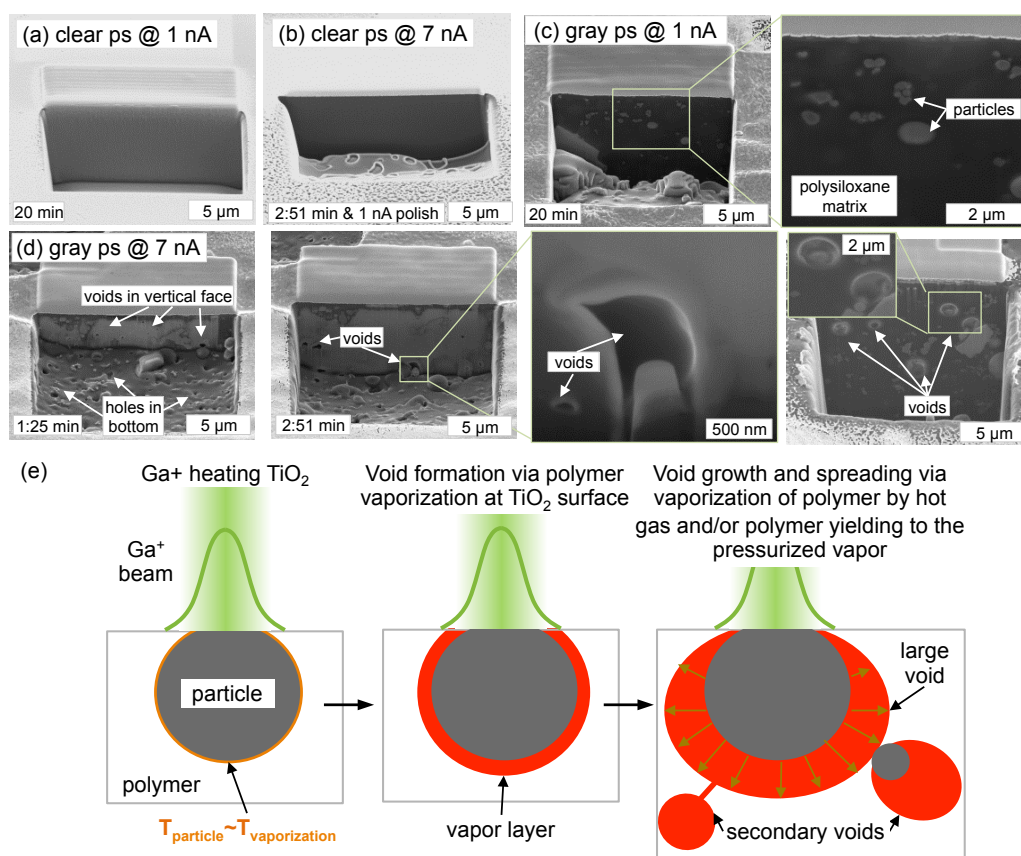 (a) clear ps @ 1 nA
20 min
5 µm
(b) clear ps @ 7 nA
2:51 min & 1 nA polish
5 µm
(c) gray ps @ 1 nA
20 min
5 µm
particles
polysiloxane
matrix
2 µm
(d) gray ps @ 7 nA
voids in vertical face
holes in
bottom
1:25 min
5 µm
voids
2:51 min
5 µm
voids
500 nm
2 µm
voids
5 µm
(e)
Ga+ heating TiO₂
Ga⁺
beam
particle
polymer
Tparticle~Tvaporization
Void formation via polymer
vaporization at TiO₂ surface
vapor layer
Void growth and spreading via
vaporization of polymer by hot
gas and/or polymer yielding to the
pressurized vapor
large
void
secondary voids